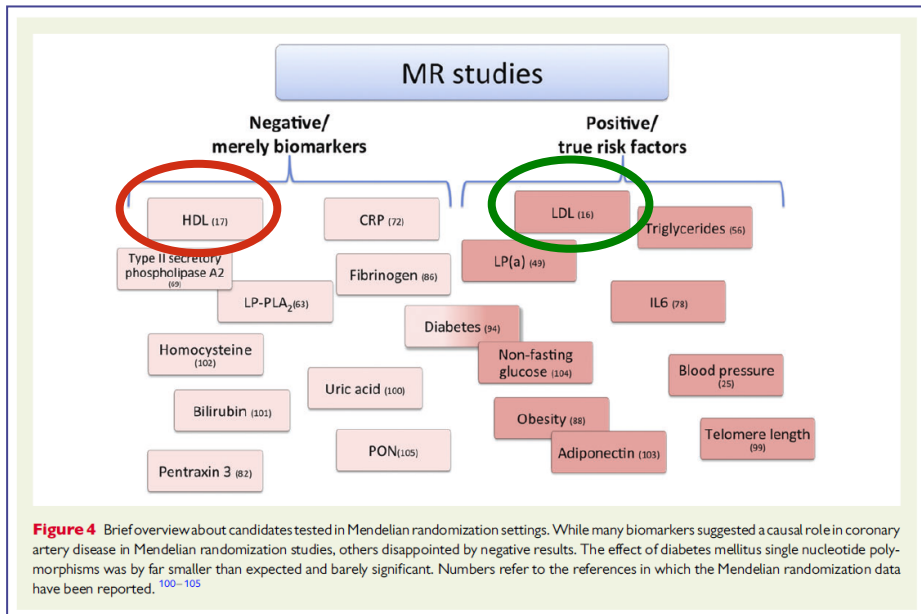 MR studies
Negative/
merely biomarkers
Positive/
true risk factors
HDL (17)
CRP (72)
LDL (16)
Triglycerides (56)
Type II secretory
phospholipase A2
(69)
Fibrinogen (86)
LP(a) (49)
LP-PLA2(63)
IL6 (78)
Diabetes (94)
Homocysteine
(102)
Non-fasting
glucose (104)
Blood pressure
(25)
Uric acid (100)
Bilirubin (101)
Obesity (88)
Telomere length
(99)
PON(105)
Adiponectin (103)
Pentraxin 3 (82)
Figure 4 Brief overview about candidates tested in Mendelian randomization settings. While many biomarkers suggested a causal role in coronary
artery disease in Mendelian randomization studies, others disappointed by negative results. The effect of diabetes mellitus single nucleotide poly-
morphisms was by far smaller than expected and barely significant. Numbers refer to the references in which the Mendelian randomization data
have been reported. 100–105